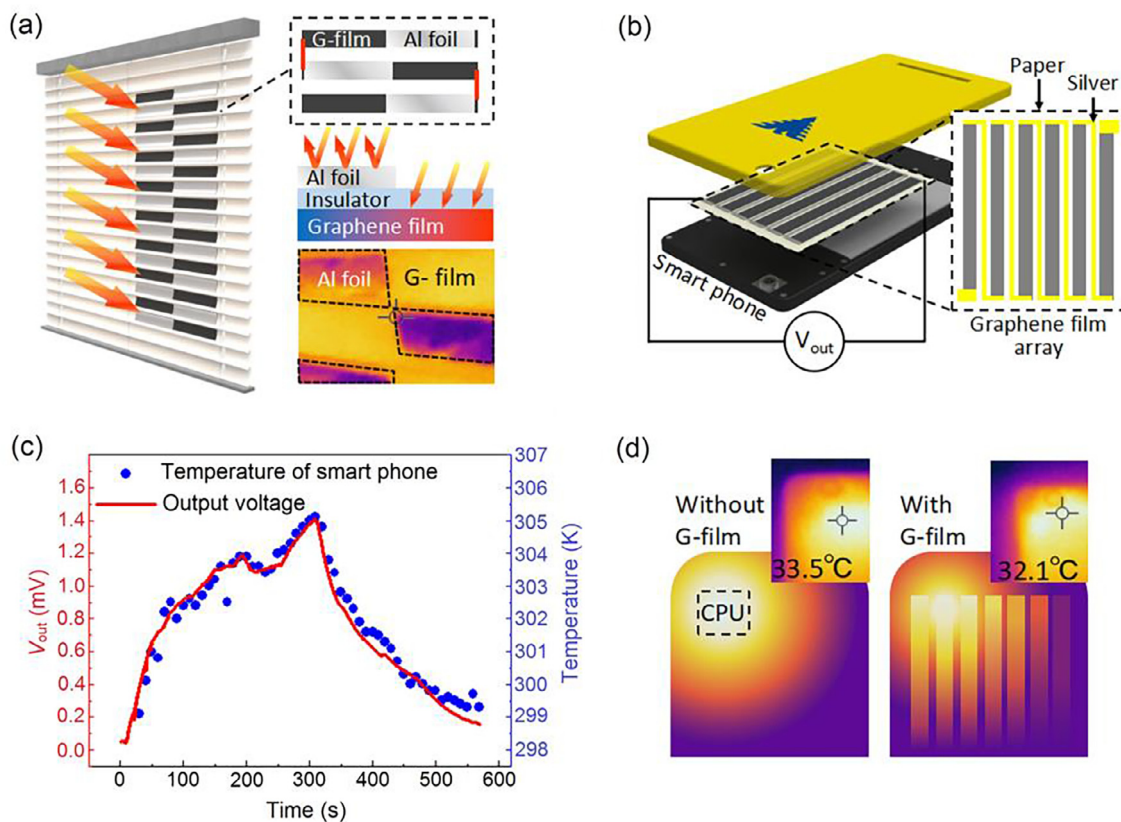 (a)
G-film Al foil
Al foil
Insulator
Graphene film
Al foil
G- film
(b)
Paper
Silver
Smart phone
Vout
Graphene film
array
(c)
Temperature of smart phone
Output voltage
Vout (mV)
1.6
1.4
1.2
1.0
0.8
0.6
0.4
0.2
0.0
307
306
305
304
303
302
301
300
299
298
Temperature (K)
0 100 200 300 400 500 600
Time (s)
(d)
Without
G-film
33.5°C
CPU
With
G-film
32.1°C